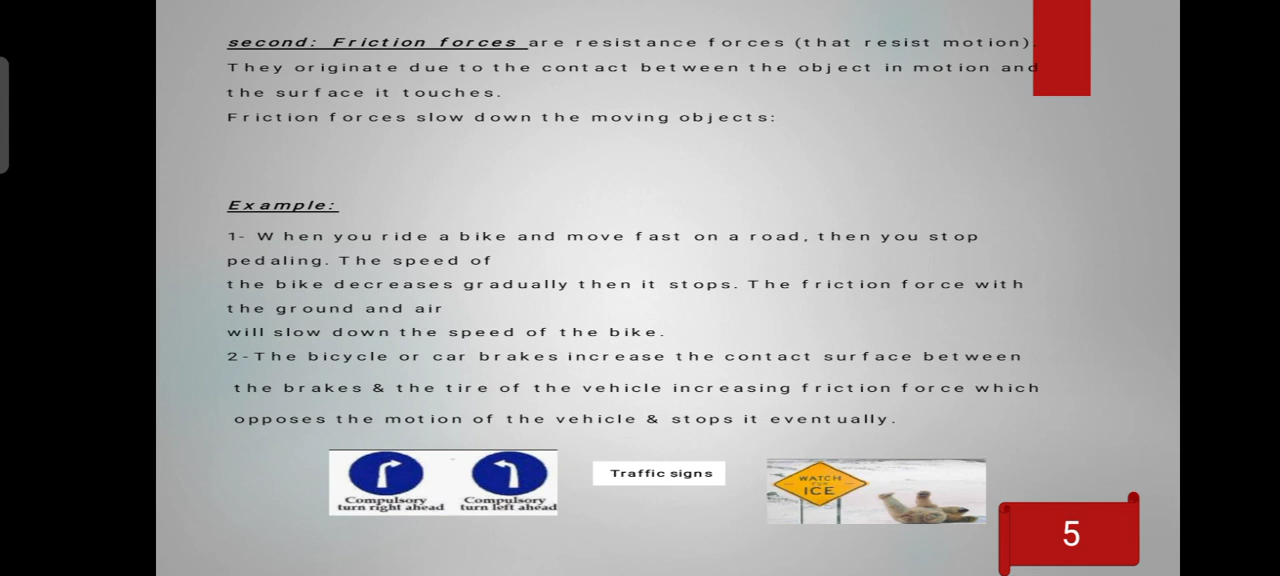 second: Friction forces are resistance forces (that resist motion).
They originate due to the contact between the object in motion and
the surface it touches.
Friction forces slow down the moving objects:
Example:
1- When you ride a bike and move fast on a road, then you stop
pedaling. The speed of
the bike decreases gradually then it stops. The friction force with
the ground and air
will slow down the speed of the bike.
2-The bicycle or car brakes increase the contact surface between
the brakes & the tire of the vehicle increasing friction force which
opposes the motion of the vehicle & stops it eventually.
Compulsory
turn right ahead
Compulsory
turn left ahead
Traffic signs
WATCH
FOR
ICE
5